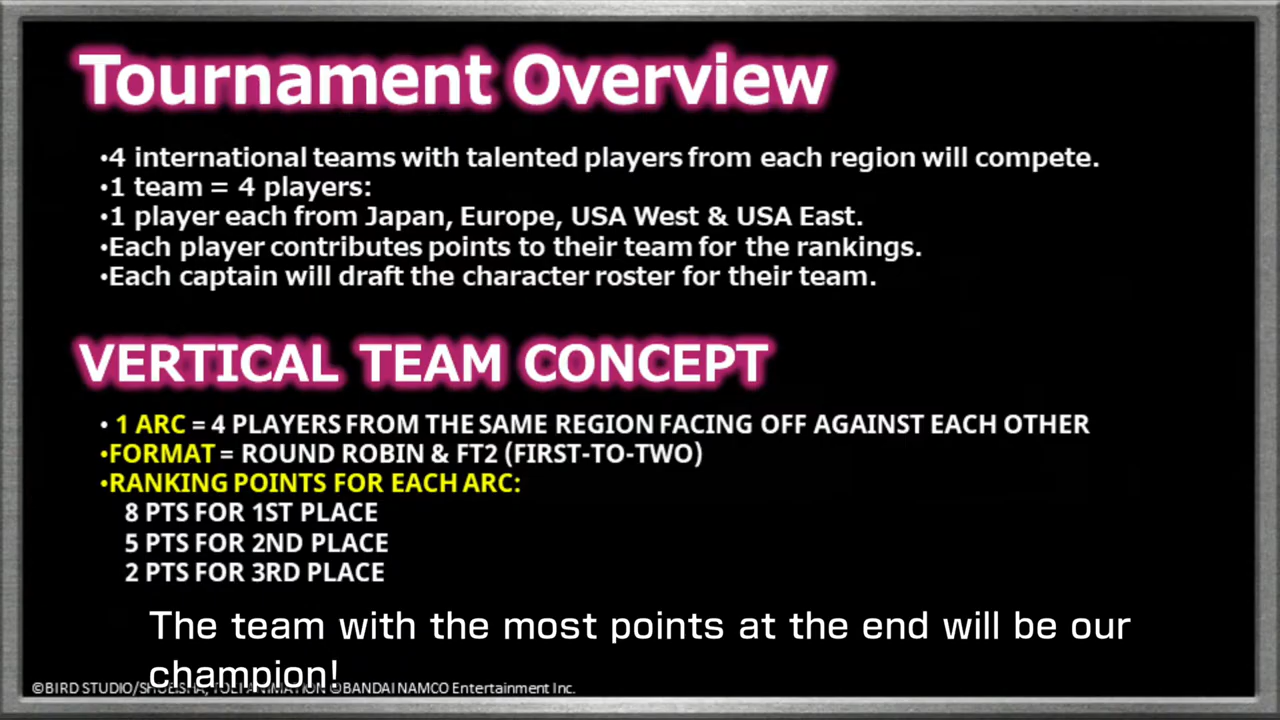 Tournament Overview
•4 international teams with talented players from each region will compete.
•1 team = 4 players:
•1 player each from Japan, Europe, USA West & USA East.
•Each player contributes points to their team for the rankings.
•Each captain will draft the character roster for their team.
VERTICAL TEAM CONCEPT
• 1 ARC = 4 PLAYERS FROM THE SAME REGION FACING OFF AGAINST EACH OTHER
•FORMAT = ROUND ROBIN & FT2 (FIRST-TO-TWO)
•RANKING POINTS FOR EACH ARC:
8 PTS FOR 1ST PLACE
5 PTS FOR 2ND PLACE
2 PTS FOR 3RD PLACE
The team with the most points at the end will be our
champion!
©BIRD STUDIO/SHUEISHA, TOEI ANIMATION ©BANDAI NAMCO Entertainment Inc.